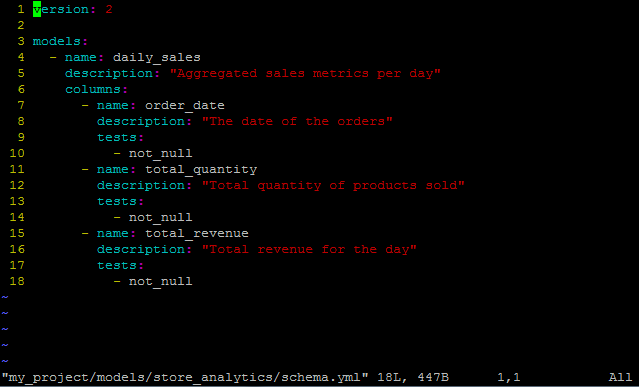 1 version: 2
2
3 models:
4   - name: daily_sales
5     description: "Aggregated sales metrics per day"
6     columns:
7       - name: order_date
8         description: "The date of the orders"
9         tests:
10           - not_null
11       - name: total_quantity
12         description: "Total quantity of products sold"
13         tests:
14           - not_null
15       - name: total_revenue
16         description: "Total revenue for the day"
17         tests:
18           - not_null
~
~
~
~
~
"my_project/models/store_analytics/schema.yml" 18L, 447B 1,1 All